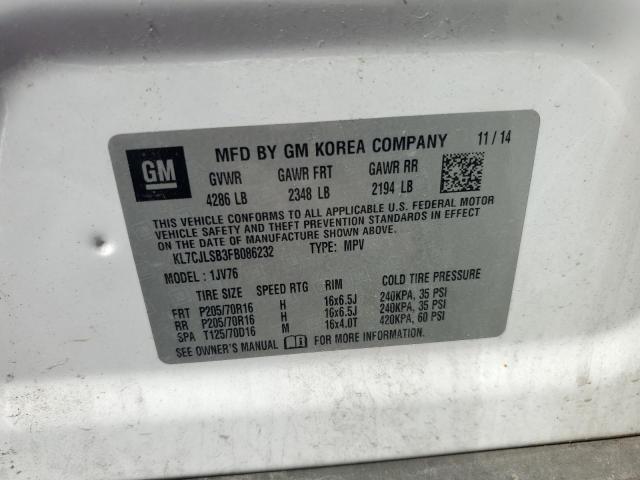 GM
MFD BY GM KOREA COMPANY 11/14
GVWR GAWR FRT GAWR RR
4286 LB 2348 LB 2194 LB
THIS VEHICLE CONFORMS TO ALL APPLICABLE U.S. FEDERAL MOTOR
VEHICLE SAFETY AND THEFT PREVENTION STANDARDS IN EFFECT
ON THE DATE OF MANUFACTURE SHOWN ABOVE.
KL7CJLSB3FB086232 TYPE: MPV
MODEL: 1JV76
TIRE SIZE SPEED RTG RIM COLD TIRE PRESSURE
FRT P205/70R16 H 16x6.5J 240KPA, 35 PSI
RR P205/70R16 H 16x6.5J 240KPA, 35 PSI
SPA T125/70D16 M 16x4.0T 420KPA, 60 PSI
SEE OWNER'S MANUAL FOR MORE INFORMATION.